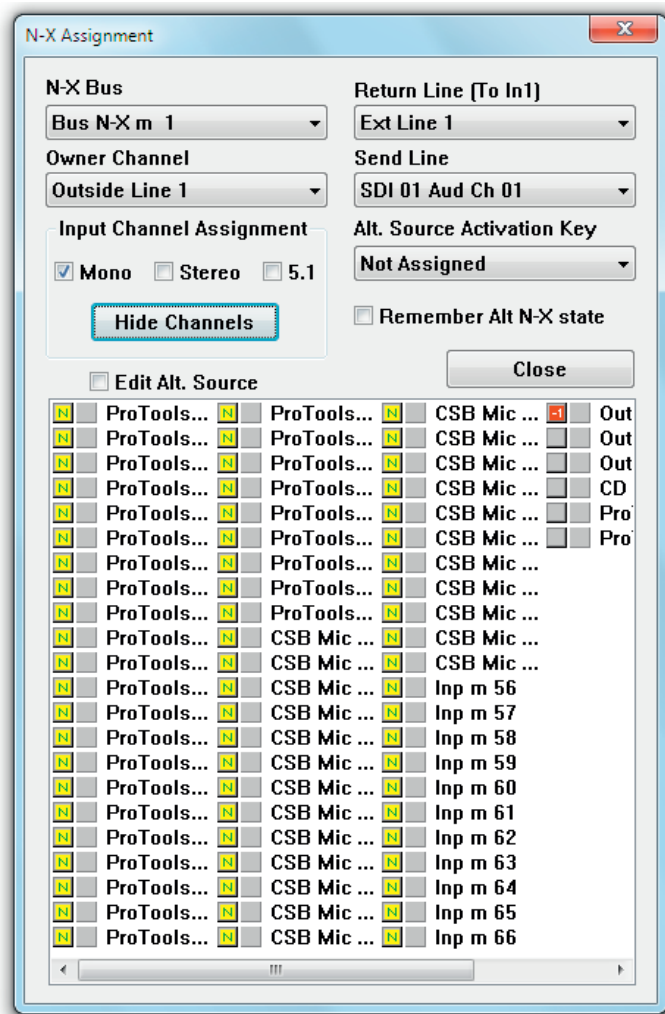 N-X Assignment
N-X Bus
Return Line (To In1)
Bus N-X m 1
Ext Line 1
Owner Channel
Send Line
Outside Line 1
SDI 01 Aud Ch 01
Input Channel Assignment
Alt. Source Activation Key
Mono Stereo 5.1
Not Assigned
Hide Channels
Remember Alt N-X state
Close
Edit Alt. Source
N ProTools... N ProTools... N CSB Mic ... -1 Out
N ProTools... N ProTools... N CSB Mic ... Out
N ProTools... N ProTools... N CSB Mic ... Out
N ProTools... N ProTools... N CSB Mic ... CD
N ProTools... N ProTools... N CSB Mic ... Pro
N ProTools... N ProTools... N CSB Mic ... Pro
N ProTools... N ProTools... N CSB Mic ...
N ProTools... N ProTools... N CSB Mic ...
N ProTools... N ProTools... N CSB Mic ...
N ProTools... N CSB Mic ... N CSB Mic ...
N ProTools... N CSB Mic ... N CSB Mic ...
N ProTools... N CSB Mic ... N Inp m 56
N ProTools... N CSB Mic ... N Inp m 57
N ProTools... N CSB Mic ... N Inp m 58
N ProTools... N CSB Mic ... N Inp m 59
N ProTools... N CSB Mic ... N Inp m 60
N ProTools... N CSB Mic ... N Inp m 61
N ProTools... N CSB Mic ... N Inp m 62
N ProTools... N CSB Mic ... N Inp m 63
N ProTools... N CSB Mic ... N Inp m 64
N ProTools... N CSB Mic ... N Inp m 65
N ProTools... N CSB Mic ... N Inp m 66